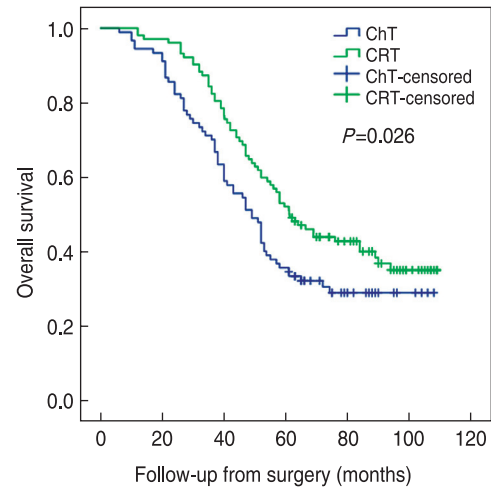 1.0
0.8
0.6
0.4
0.2
0.0
Overall survival
ChT
CRT
ChT-censored
CRT-censored
P=0.026
0 20 40 60 80 100 120
Follow-up from surgery (months)